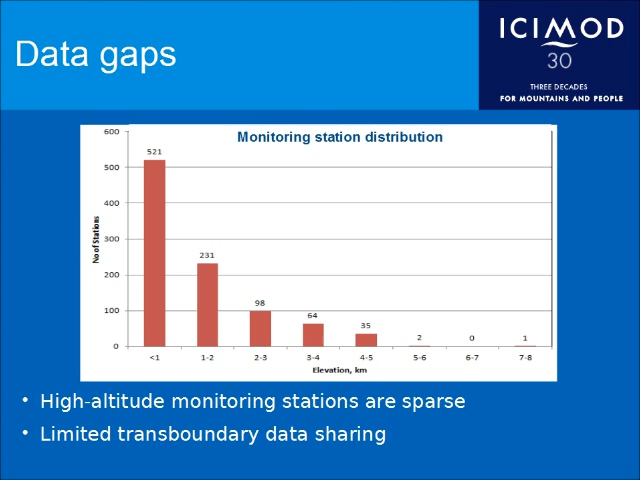 Data gaps
ICIMOD
30
THREE DECADES
FOR MOUNTAINS AND PEOPLE
Monitoring station distribution
No of Stations
600
500
400
300
200
100
0
521
231
98
64
35
2
0
1
<1 1-2 2-3 3-4 4-5 5-6 6-7 7-8
Elevation, km
• High-altitude monitoring stations are sparse
• Limited transboundary data sharing